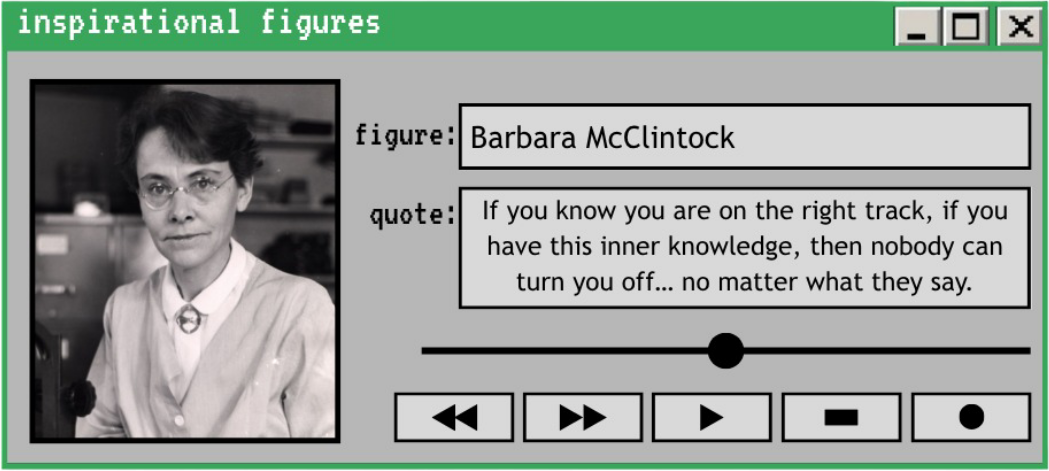 inspirational figures
figure: Barbara McClintock
quote: If you know you are on the right track, if you
have this inner knowledge, then nobody can
turn you off… no matter what they say.